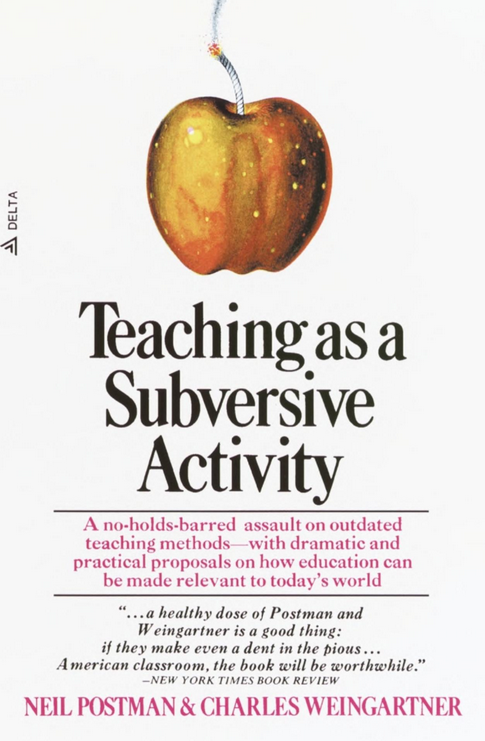 DELTA
Teaching as a
Subversive
Activity
A no-holds-barred assault on outdated
teaching methods—with dramatic and
practical proposals on how education can
be made relevant to today's world
“...a healthy dose of Postman and
Weingartner is a good thing:
if they make even a dent in the pious...
American classroom, the book will be worthwhile.”
–NEW YORK TIMES BOOK REVIEW
NEIL POSTMAN & CHARLES WEINGARTNER